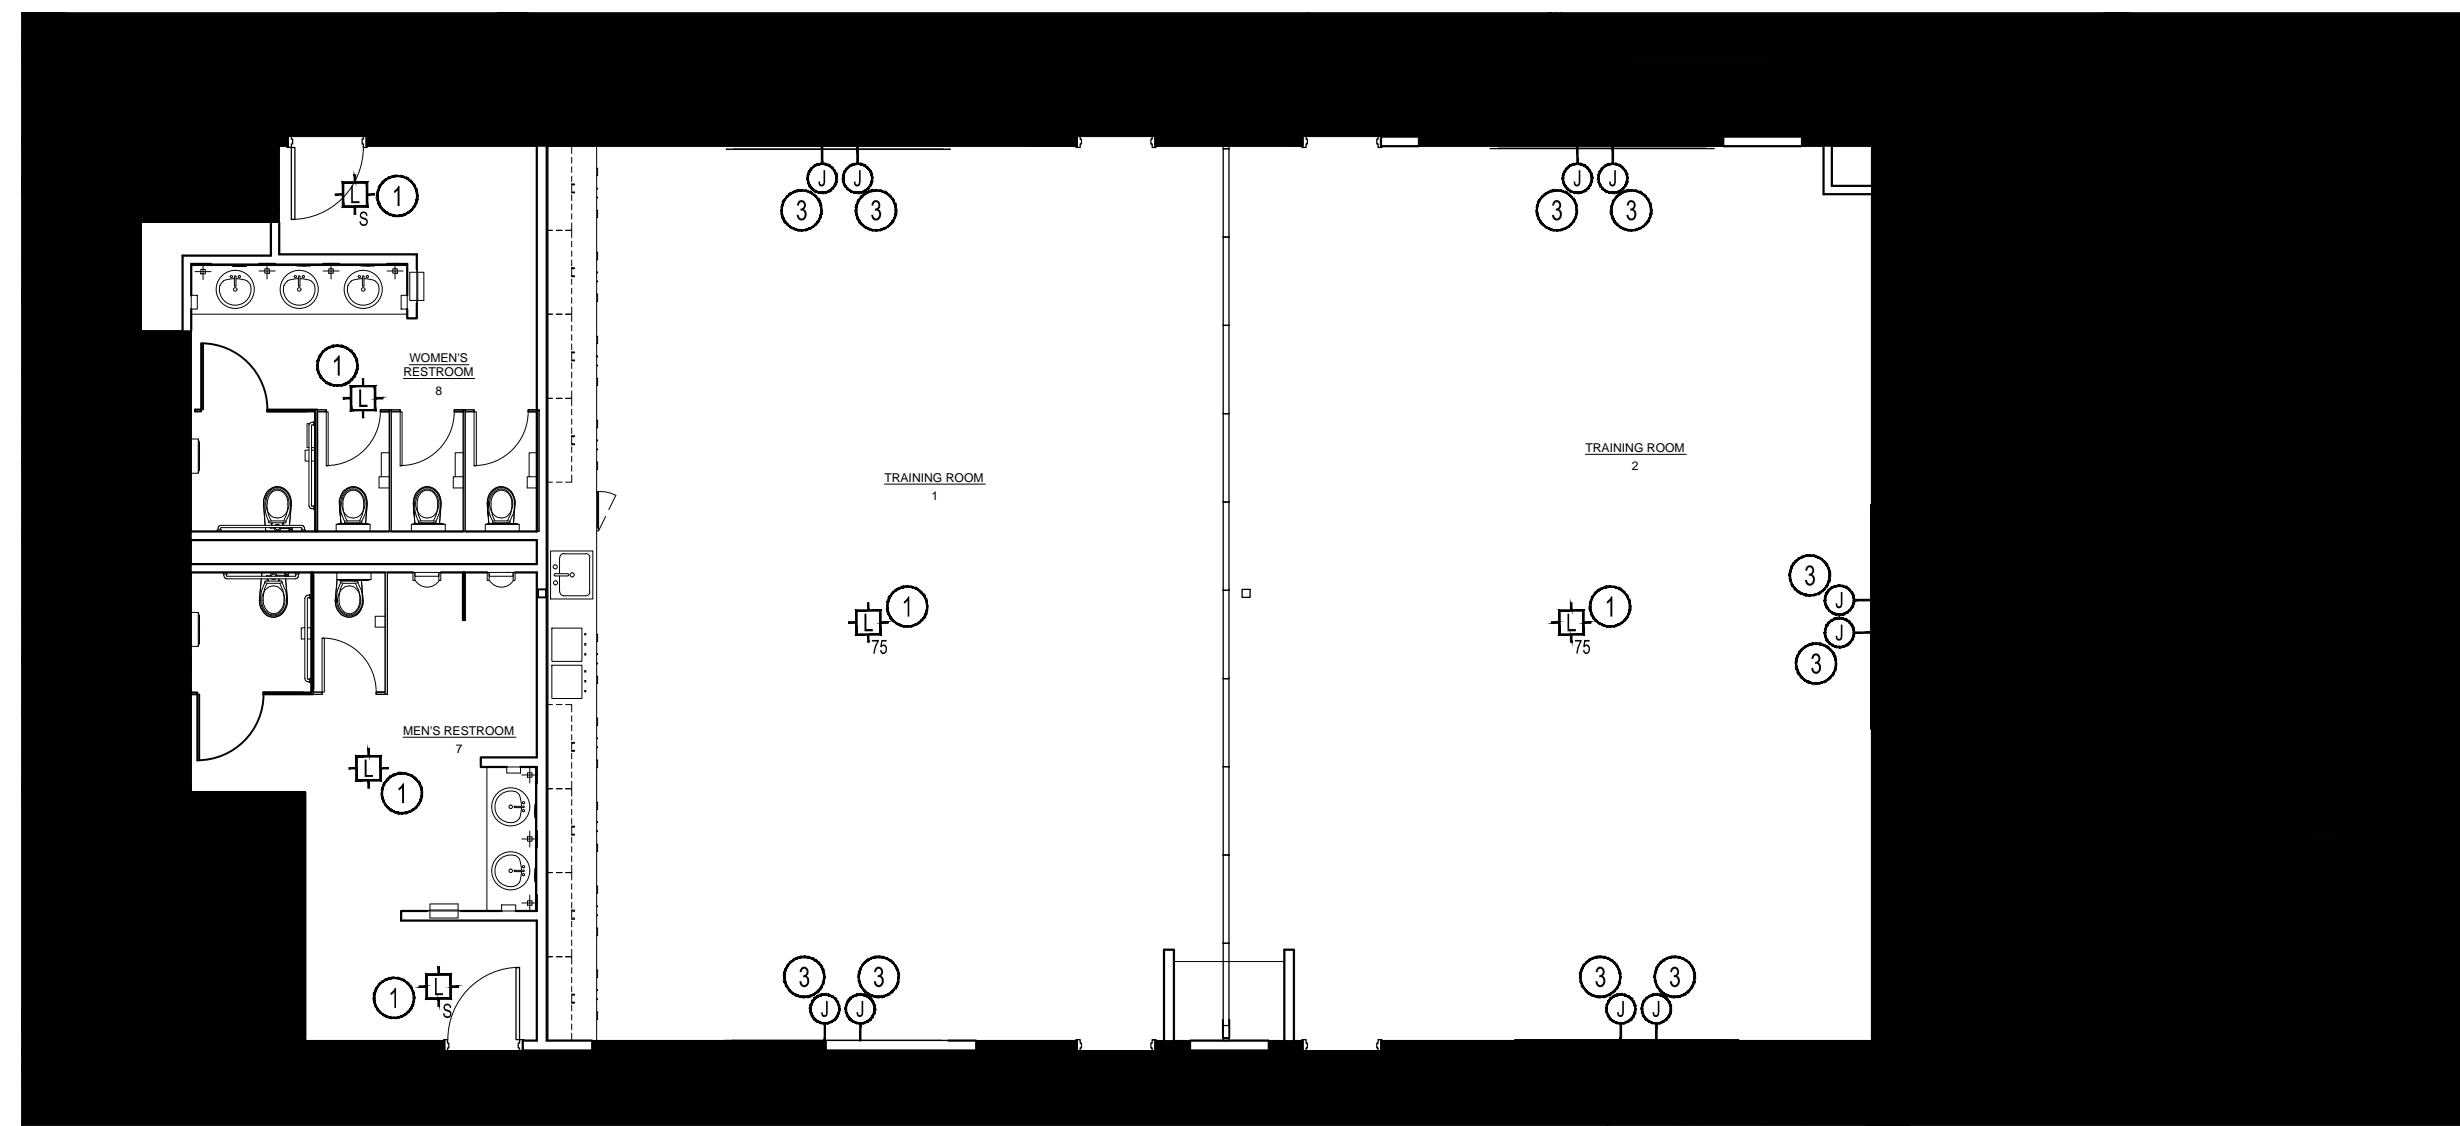 J J J J
3 3 3 3
L 1
S
WOMEN'S
RESTROOM
8
1
L
TRAINING ROOM
1
TRAINING ROOM
2
3
J
J
3
L 1
75
L 1
75
MEN'S RESTROOM
7
L
1
3 3 3 3
J J J J
1 L
S